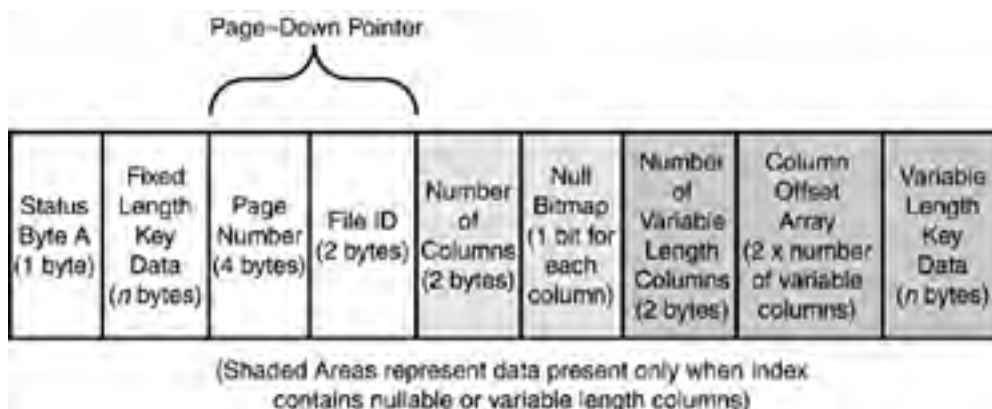 Page-Down Pointer
Status
Byte A
(1 byte)
Fixed
Length
Key
Data
(n bytes)
Page
Number
(4 bytes)
File ID
(2 bytes)
Number
of
Columns
(2 bytes)
Null
Bitmap
(1 bit for
each
column)
Number
of
Variable
Length
Columns
(2 bytes)
Column
Offset
Array
(2 x number
of variable
columns)
Variable
Length
Key
Data
(n bytes)
(Shaded Areas represent data present only when index
contains nullable or variable length columns)